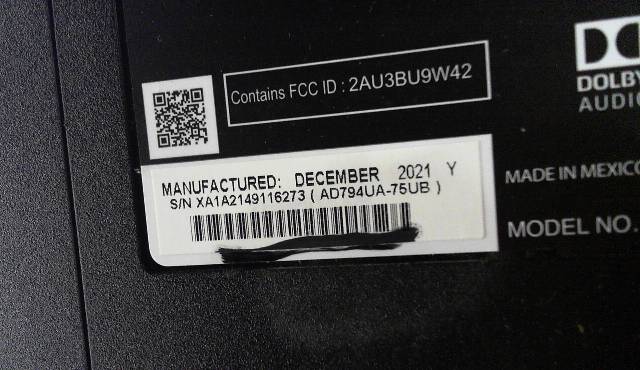 Contains FCC ID : 2AU3BU9W42
DOLBY
AUDIO
MANUFACTURED: DECEMBER 2021 Y
S/N XA1A2149116273 ( AD794UA-75UB )
MADE IN MEXICO
MODEL NO.